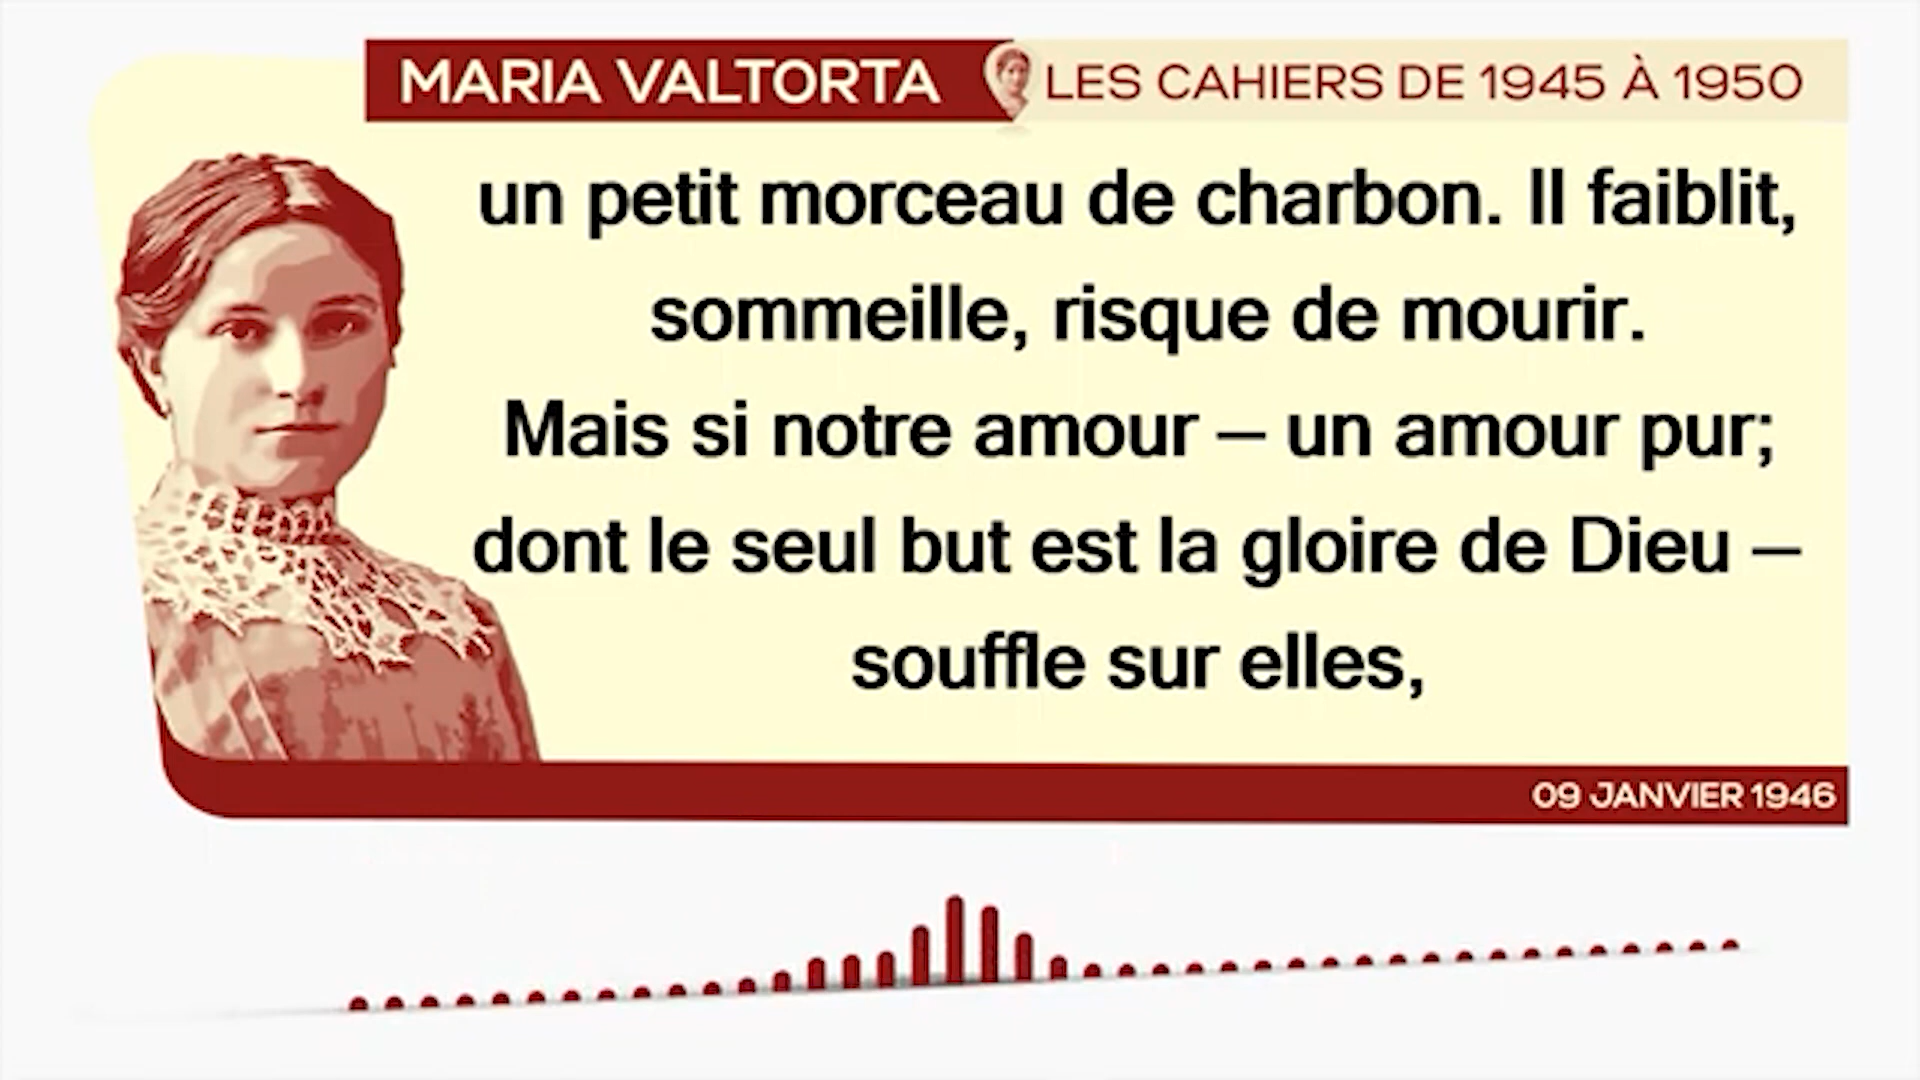 MARIA VALTORTA LES CAHIERS DE 1945 À 1950
un petit morceau de charbon. Il faiblit,
sommeille, risque de mourir.
Mais si notre amour – un amour pur;
dont le seul but est la gloire de Dieu –
souffle sur elles,
09 JANVIER 1946